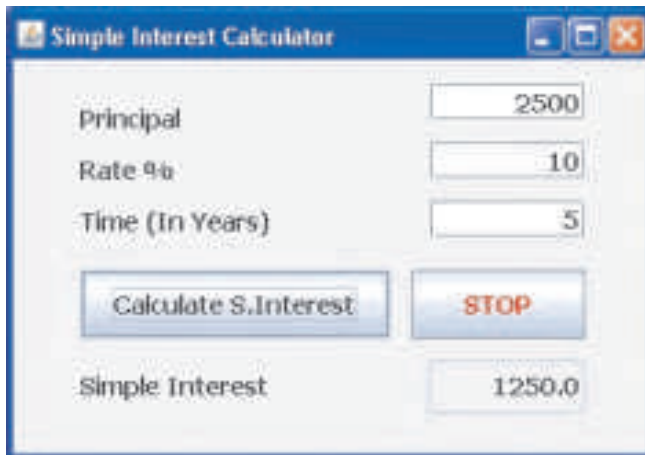 Simple Interest Calculator
Principal 2500
Rate % 10
Time (In Years) 5
Calculate S.Interest STOP
Simple Interest 1250.0